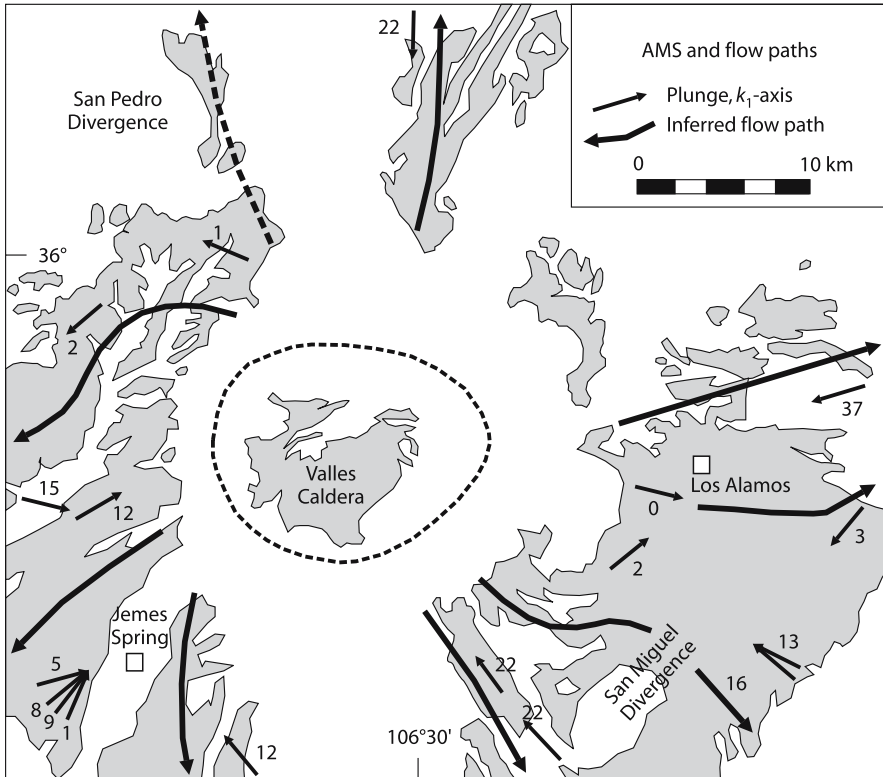 22
San Pedro
Divergence
AMS and flow paths
Plunge, k1-axis
Inferred flow path
0 10 km
36°
1
2
37
Valles
Caldera
Los Alamos
15
12
0
3
2
Jemes
Spring
5
8
9
1
12
22
22
San Miguel
Divergence
13
16
106°30'